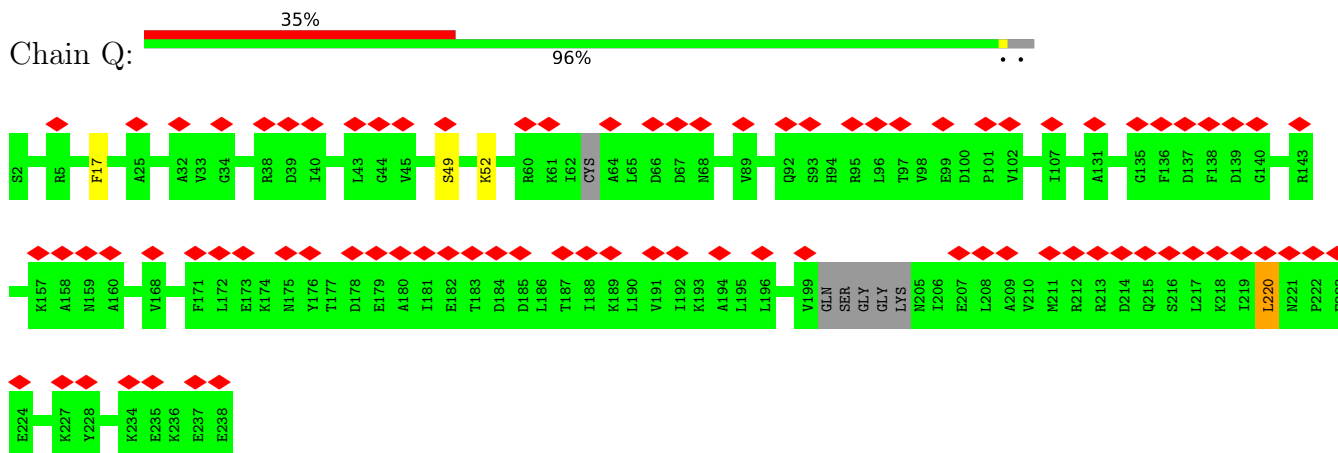 35%
Chain Q:
96%
• •
S2 R5 F17 A25 A32 V33 G34 R38 D39 I40 L43 G44 V45 S49 K52 R60 K61 I62 CYS A64 L65 D66 D67 N68 V89 Q92 S93 H94 R95 L96 T97 V98 E99 D100 P101 V102 I107 A131 G135 F136 D137 F138 D139 G140 R143
K157 A158 N159 A160 V168 F171 L172 E173 K174 N175 Y176 T177 D178 E179 A180 I181 E182 T183 D184 D185 L186 T187 I188 K189 L190 V191 I192 K193 A194 L195 L196 V199 GLN SER GLY GLY LYS N205 I206 E207 L208 A209 V210 M211 R212 R213 D214 Q215 S216 L217 K218 I219 L220 N221 P222
E224 K227 Y228 K234 E235 K236 E237 E238